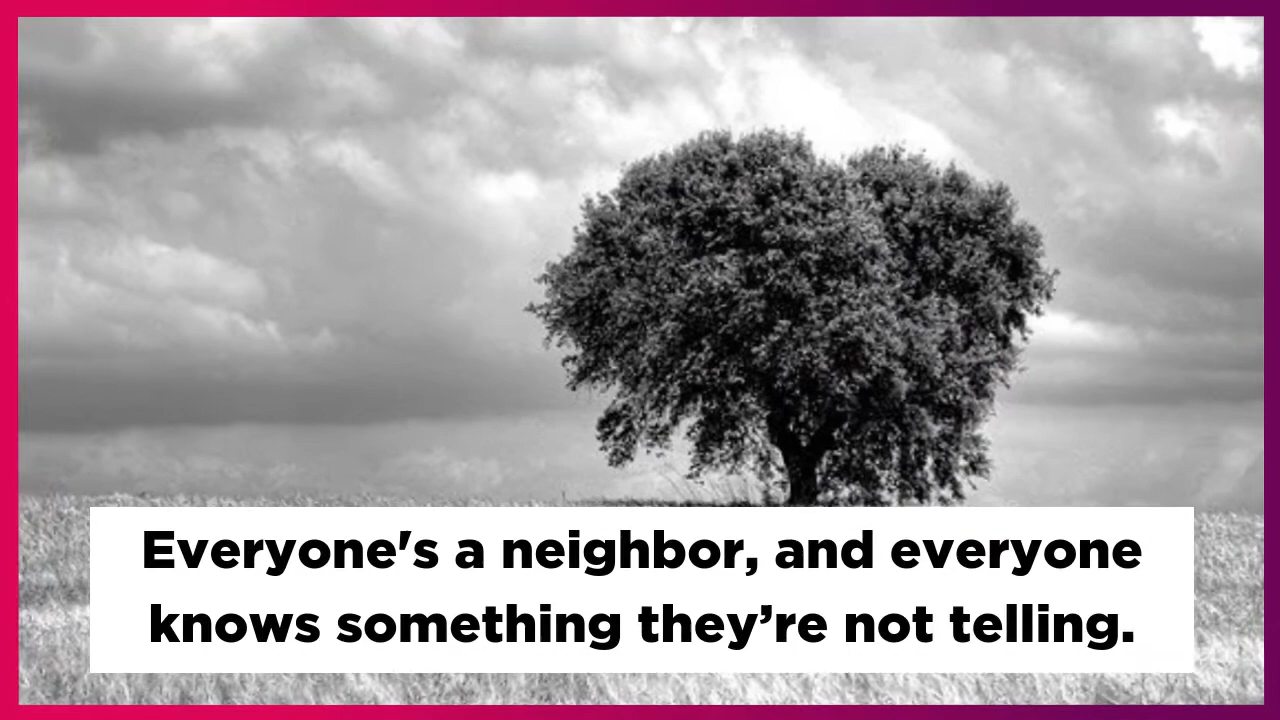 Everyone's a neighbor, and everyone
knows something they’re not telling.